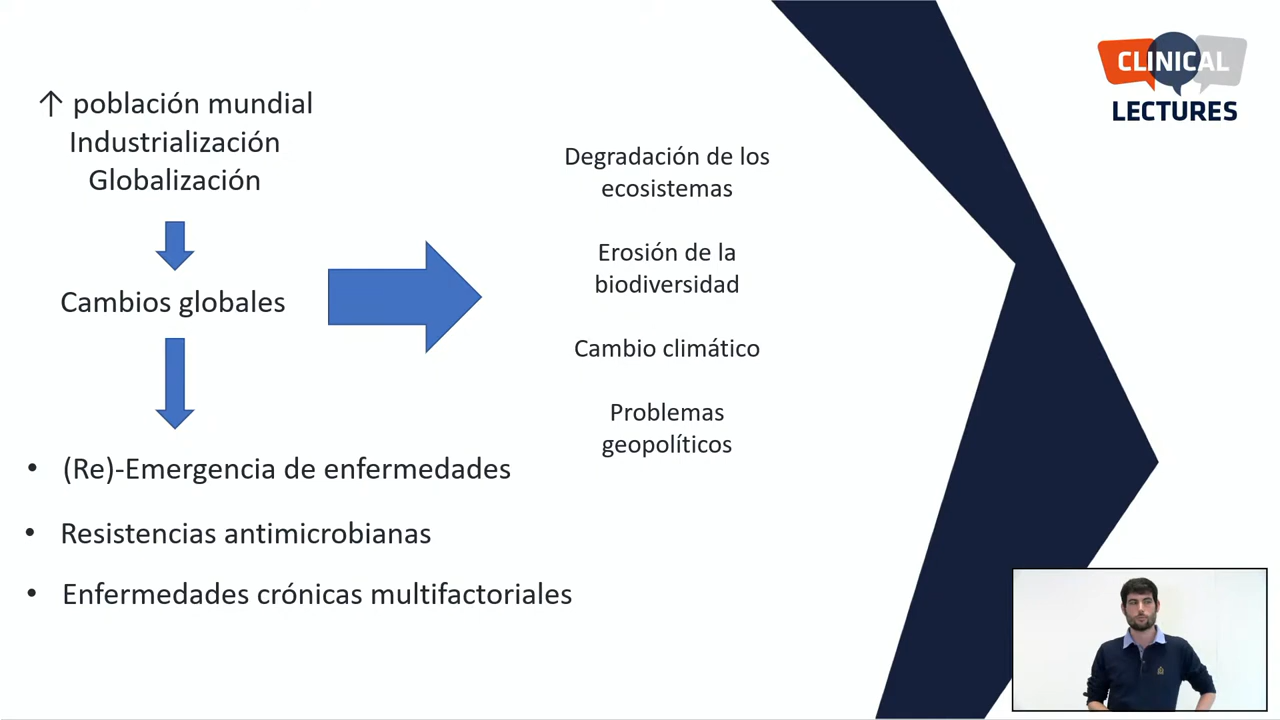 ↑ población mundial
Industrialización
Globalización
Cambios globales
• (Re)-Emergencia de enfermedades
• Resistencias antimicrobianas
• Enfermedades crónicas multifactoriales
Degradación de los
ecosistemas
Erosión de la
biodiversidad
Cambio climático
Problemas
geopolíticos
CLINICAL
LECTURES